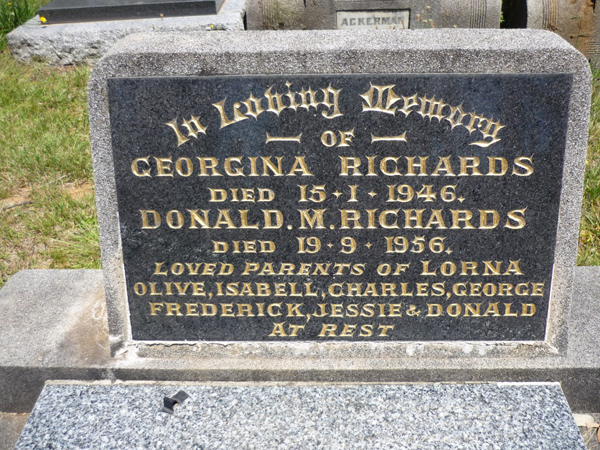 ACKERMAN
In Loving Memory
— OF —
GEORGINA RICHARDS
DIED 15·1·1946.
DONALD.M.RICHARDS
DIED 19·9·1956.
LOVED PARENTS OF LORNA
OLIVE,ISABELL,CHARLES,GEORGE
FREDERICK,JESSIE & DONALD
AT REST